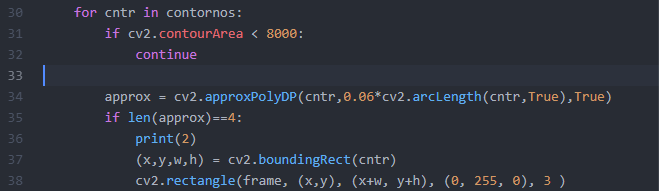 30 for cntr in contornos:
31 if cv2.contourArea < 8000:
32 continue
33
34 approx = cv2.approxPolyDP(cntr,0.06*cv2.arcLength(cntr,True),True)
35 if len(approx)==4:
36 print(2)
37 (x,y,w,h) = cv2.boundingRect(cntr)
38 cv2.rectangle(frame, (x,y), (x+w, y+h), (0, 255, 0), 3 )